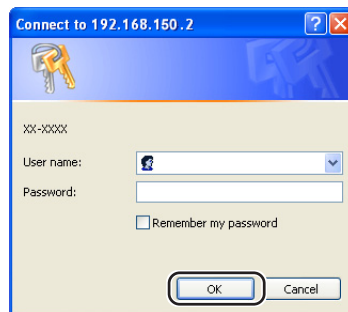 Connect to 192.168.150.2
XX-XXXX
User name:
Password:
Remember my password
OK Cancel